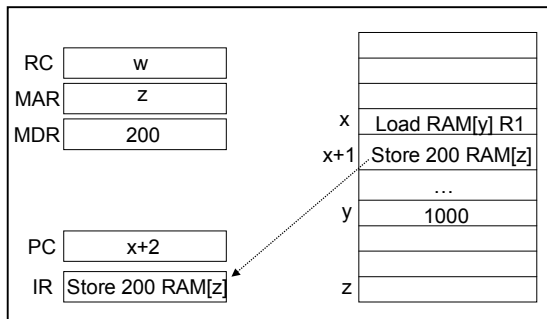 RC w
MAR z
MDR 200
x Load RAM[y] R1
x+1 Store 200 RAM[z]
...
y 1000
PC x+2
IR Store 200 RAM[z]
z